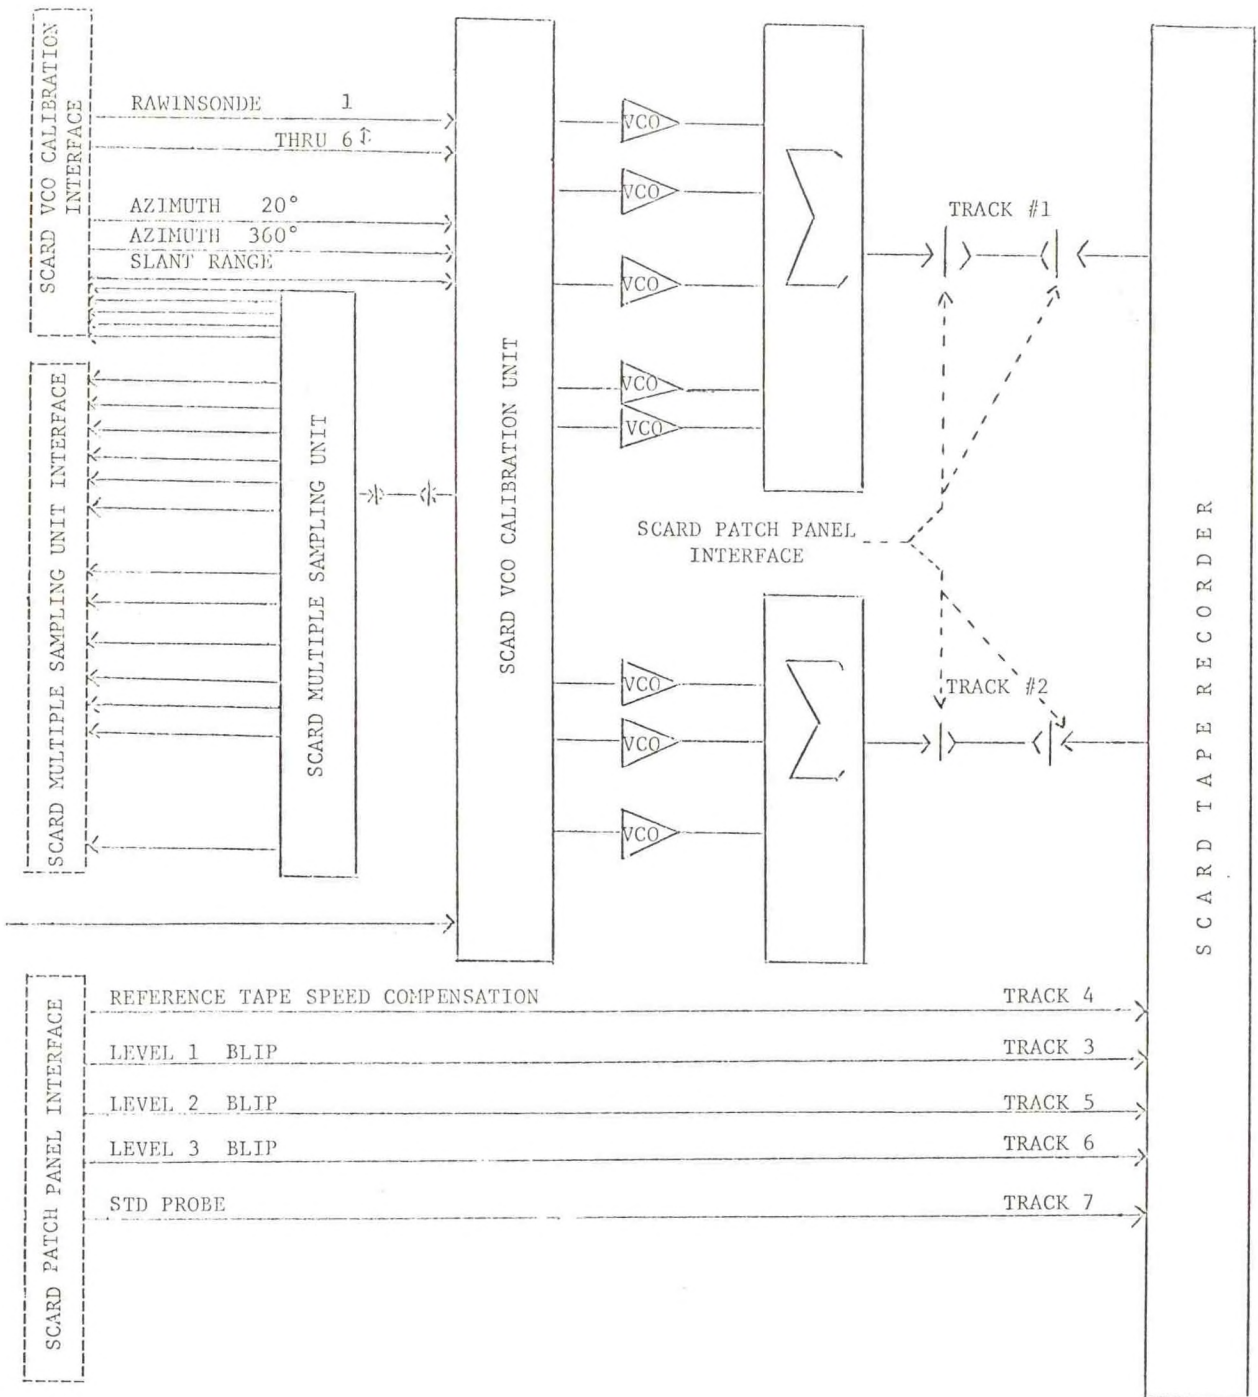 SCARD VCO CALIBRATION
INTERFACE
RAWINSONDE 1
THRU 6
AZIMUTH 20°
AZIMUTH 360°
SLANT RANGE
SCARD MULTIPLE SAMPLING UNIT INTERFACE
SCARD MULTIPLE SAMPLING UNIT
SCARD VCO CALIBRATION UNIT
VCO
VCO
VCO
VCO
VCO
VCO
VCO
VCO
∑
∑
TRACK #1
SCARD PATCH PANEL
INTERFACE
TRACK #2
SCARD TAPE RECORDER
SCARD PATCH PANEL INTERFACE
REFERENCE TAPE SPEED COMPENSATION TRACK 4
LEVEL 1 BLIP TRACK 3
LEVEL 2 BLIP TRACK 5
LEVEL 3 BLIP TRACK 6
STD PROBE TRACK 7